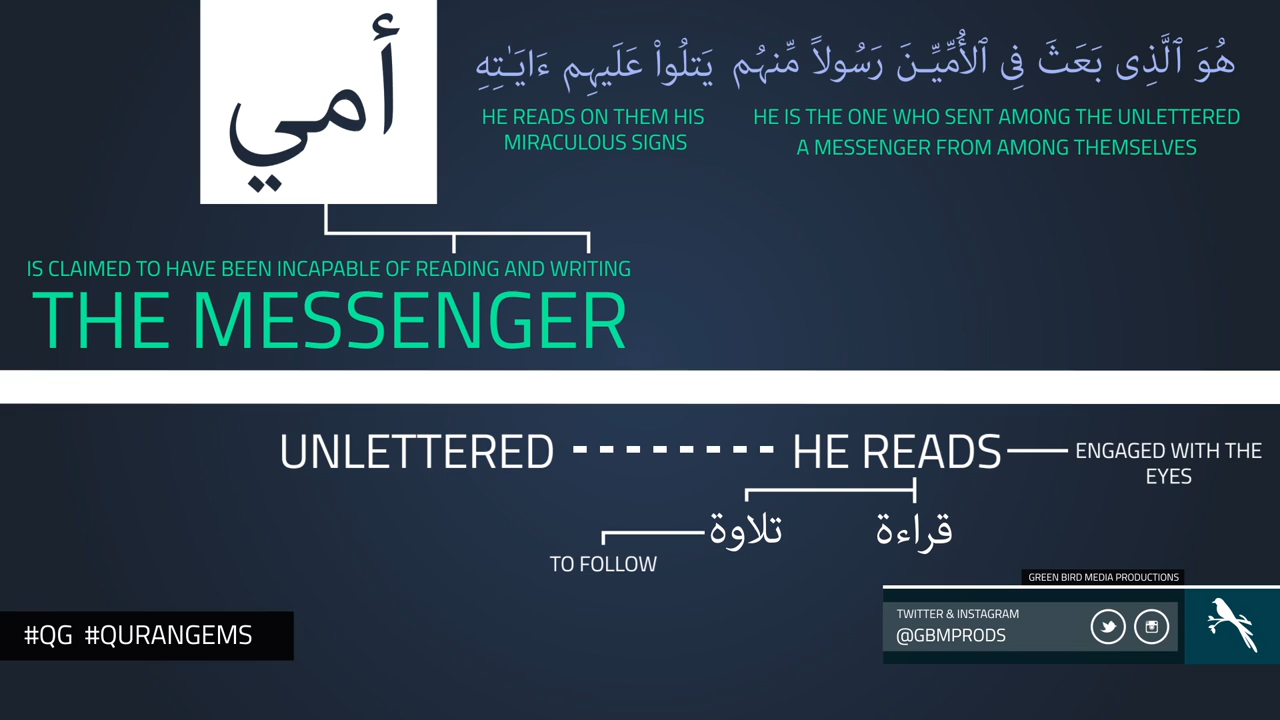 أمي
هُوَ ٱلَّذِى بَعَثَ فِى ٱلْأُمِّيِّـنَ رَسُولاً مِّنهُم يَتلُواْ عَلَيهِم ءَايَـٰتِهِ
HE IS THE ONE WHO SENT AMONG THE UNLETTERED
A MESSENGER FROM AMONG THEMSELVES
HE READS ON THEM HIS
MIRACULOUS SIGNS
IS CLAIMED TO HAVE BEEN INCAPABLE OF READING AND WRITING
THE MESSENGER
UNLETTERED
HE READS
ENGAGED WITH THE
EYES
قراءة
تلاوة
TO FOLLOW
GREEN BIRD MEDIA PRODUCTIONS
TWITTER & INSTAGRAM
@GBMPRODS
#QG #QURANGEMS